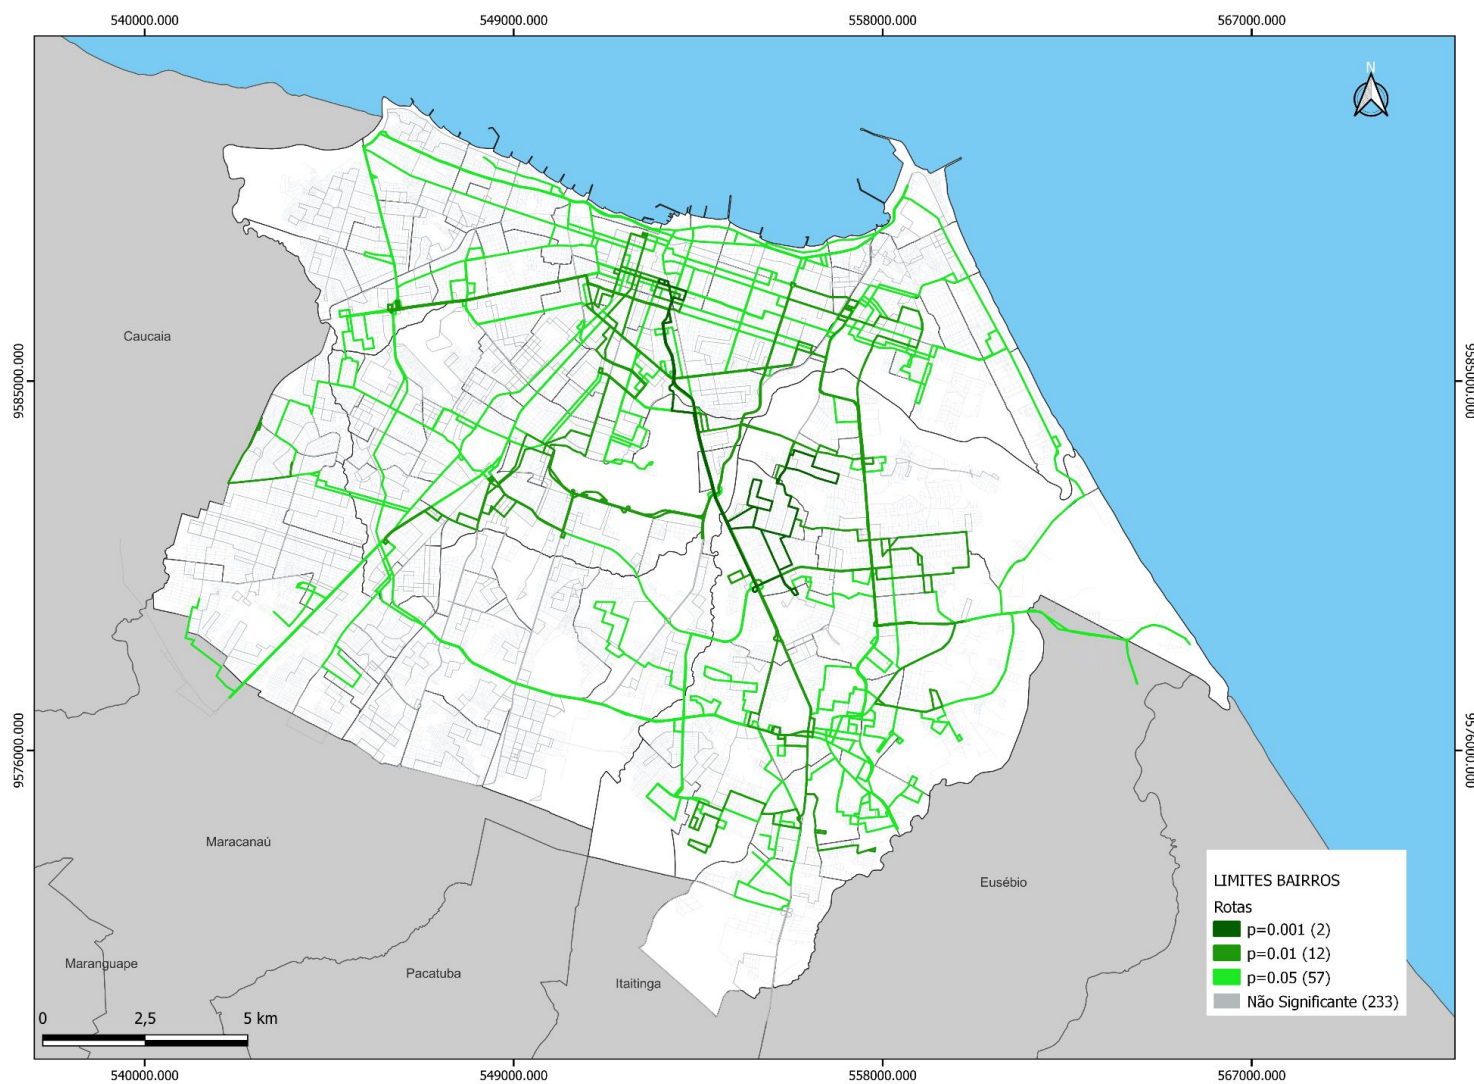 540000.000
549000.000
558000.000
567000.000
N
Caucaia
9585000.000
9585000.000
9576000.000
9576000.000
Maracanaú
Eusébio
Maranguape
Pacatuba
Itaitinga
LIMITES BAIRROS
Rotas
p=0.001 (2)
p=0.01 (12)
p=0.05 (57)
Não Significante (233)
0 2,5 5 km
540000.000
549000.000
558000.000
567000.000